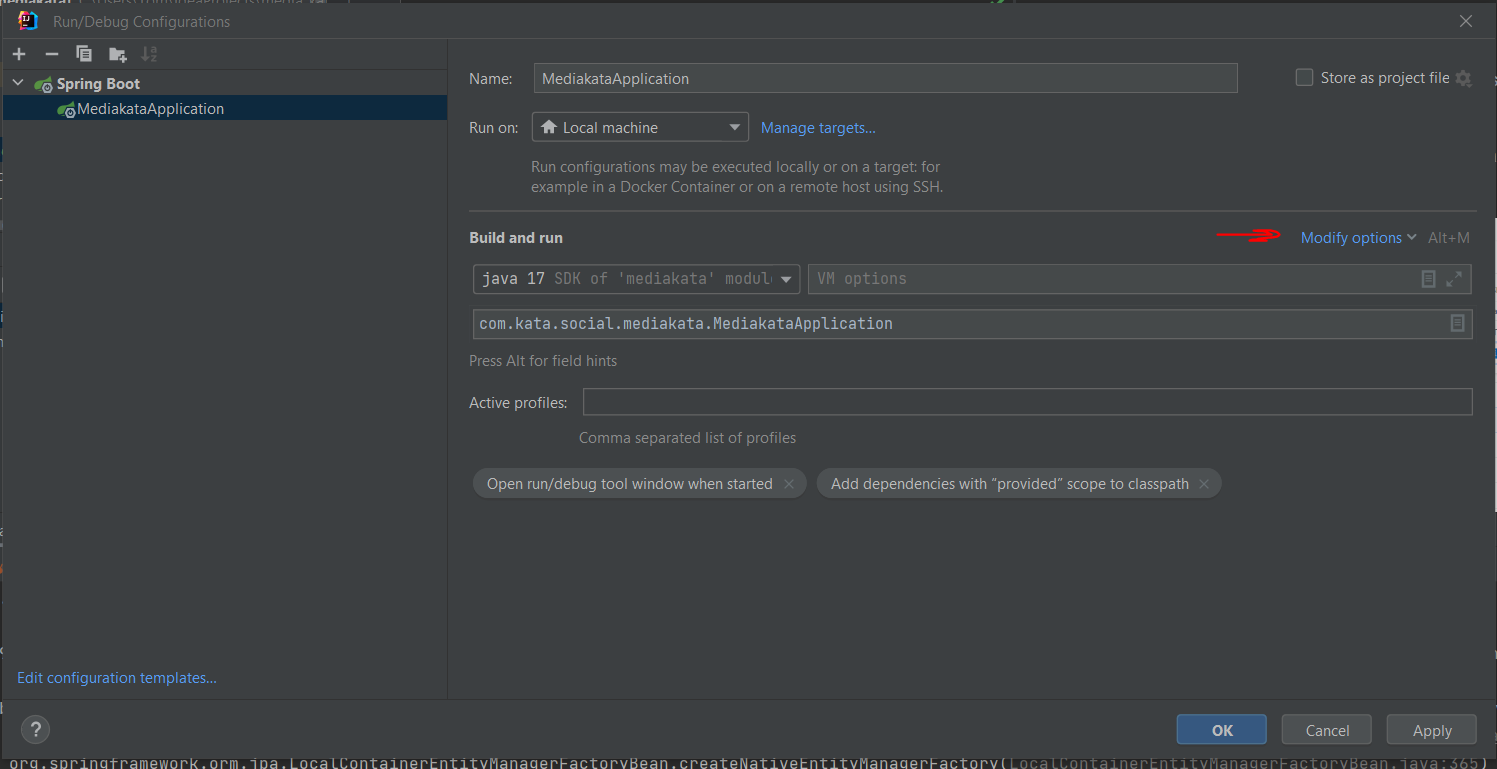 Run/Debug Configurations
Spring Boot
MediakataApplication
Edit configuration templates...
Name: MediakataApplication
Store as project file
Run on: Local machine Manage targets...
Run configurations may be executed locally or on a target: for
example in a Docker Container or on a remote host using SSH.
Build and run Modify options Alt+M
java 17 SDK of 'mediakata' modul VM options
com.kata.social.mediakata.MediakataApplication
Press Alt for field hints
Active profiles:
Comma separated list of profiles
Open run/debug tool window when started Add dependencies with “provided” scope to classpath
? OK Cancel Apply
org.springframework.orm.jpa.LocalContainerEntityManagerFactoryBean.createNativeEntityManagerFactory(LocalContainerEntityManagerFactoryBean.java:365)